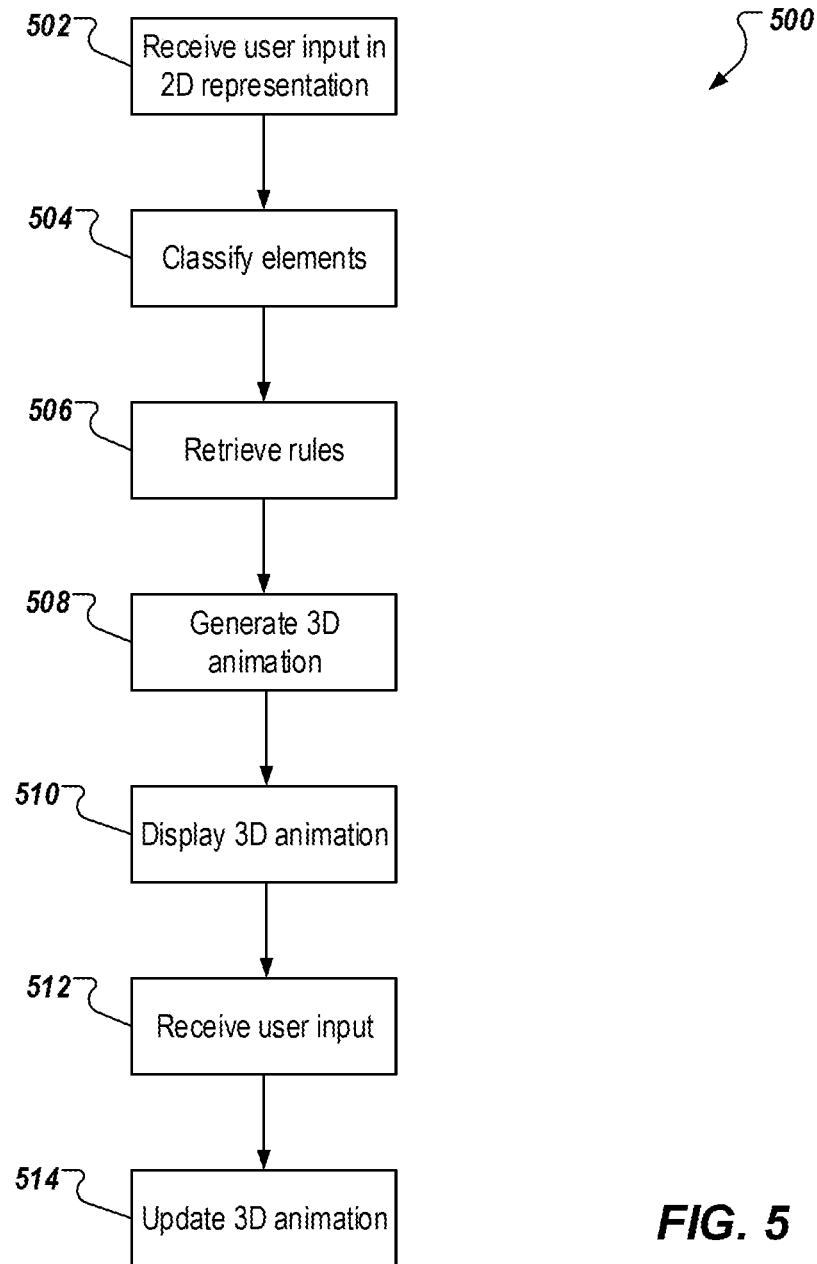 500
502
Receive user input in
2D representation
504
Classify elements
506
Retrieve rules
508
Generate 3D
animation
510
Display 3D animation
512
Receive user input
514
Update 3D animation
FIG. 5